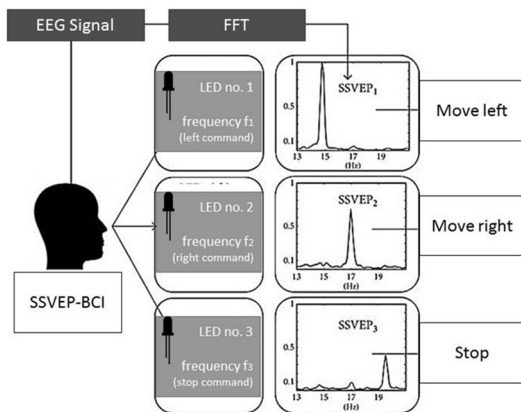 EEG Signal
FFT
LED no. 1
frequency f1
(left command)
1
SSVEP1
0.5
0.1
13 15 17 19
(Hz)
Move left
LED no. 2
frequency f2
(right command)
1
SSVEP2
0.5
0.1
13 15 17 19
(Hz)
Move right
SSVEP-BCI
LED no. 3
frequency f3
(stop command)
1
SSVEP3
0.5
0.1
13 15 17 19
(Hz)
Stop